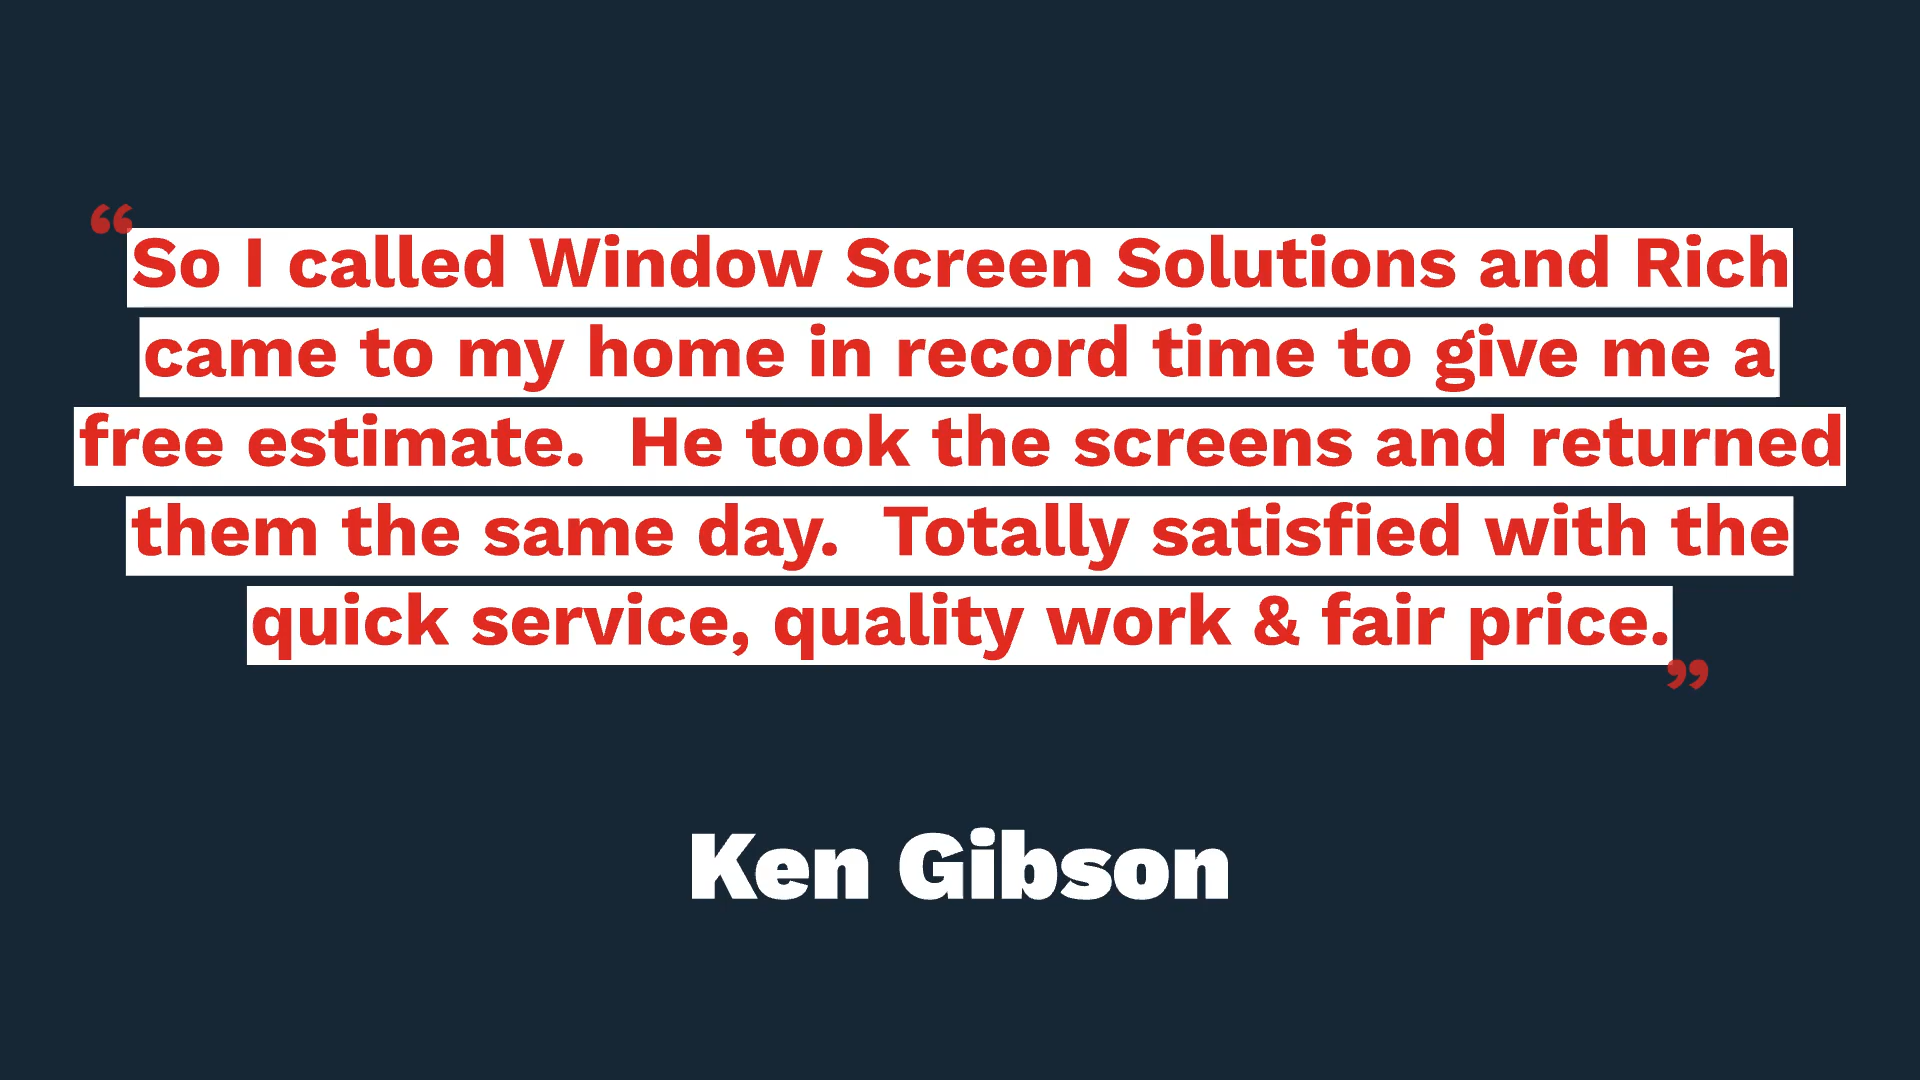 “So I called Window Screen Solutions and Rich
came to my home in record time to give me a
free estimate.  He took the screens and returned
them the same day.  Totally satisfied with the
quick service, quality work & fair price.”
Ken Gibson